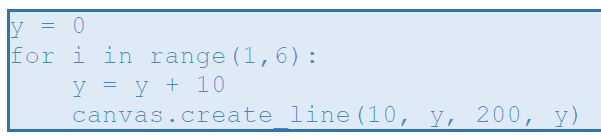 y = 0
for i in range(1,6):
    y = y + 10
    canvas.create_line(10, y, 200, y)